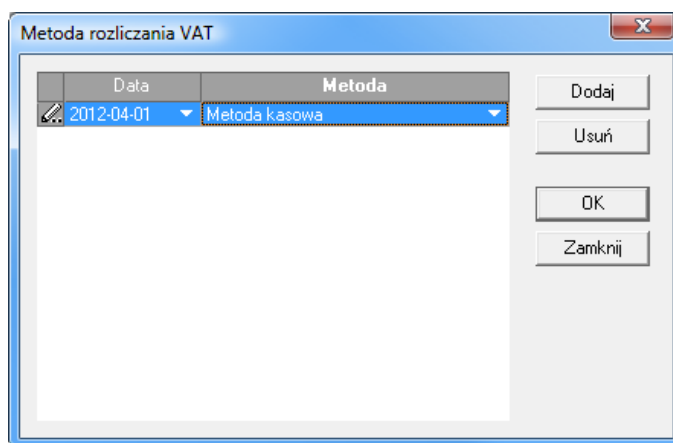 Metoda rozliczania VAT
Data Metoda
2012-04-01 Metoda kasowa
Dodaj
Usuń
OK
Zamknij